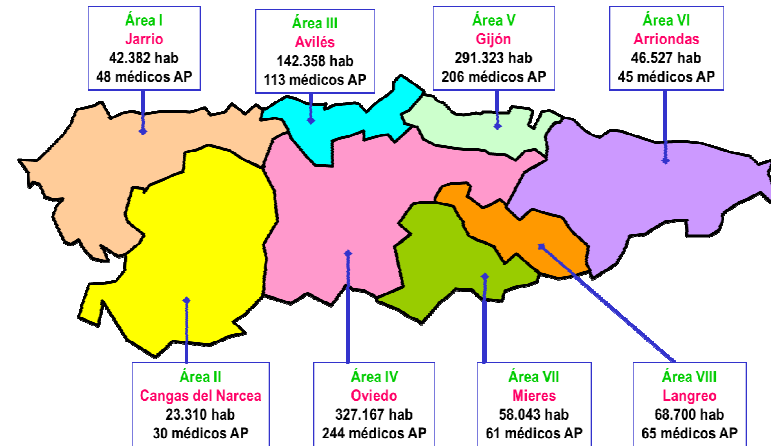 Área I
Jarrio
42.382 hab
48 médicos AP
Área III
Avilés
142.358 hab
113 médicos AP
Área V
Gijón
291.323 hab
206 médicos AP
Área VI
Arriondas
46.527 hab
45 médicos AP
Área II
Cangas del Narcea
23.310 hab
30 médicos AP
Área IV
Oviedo
327.167 hab
244 médicos AP
Área VII
Mieres
58.043 hab
61 médicos AP
Área VIII
Langreo
68.700 hab
65 médicos AP